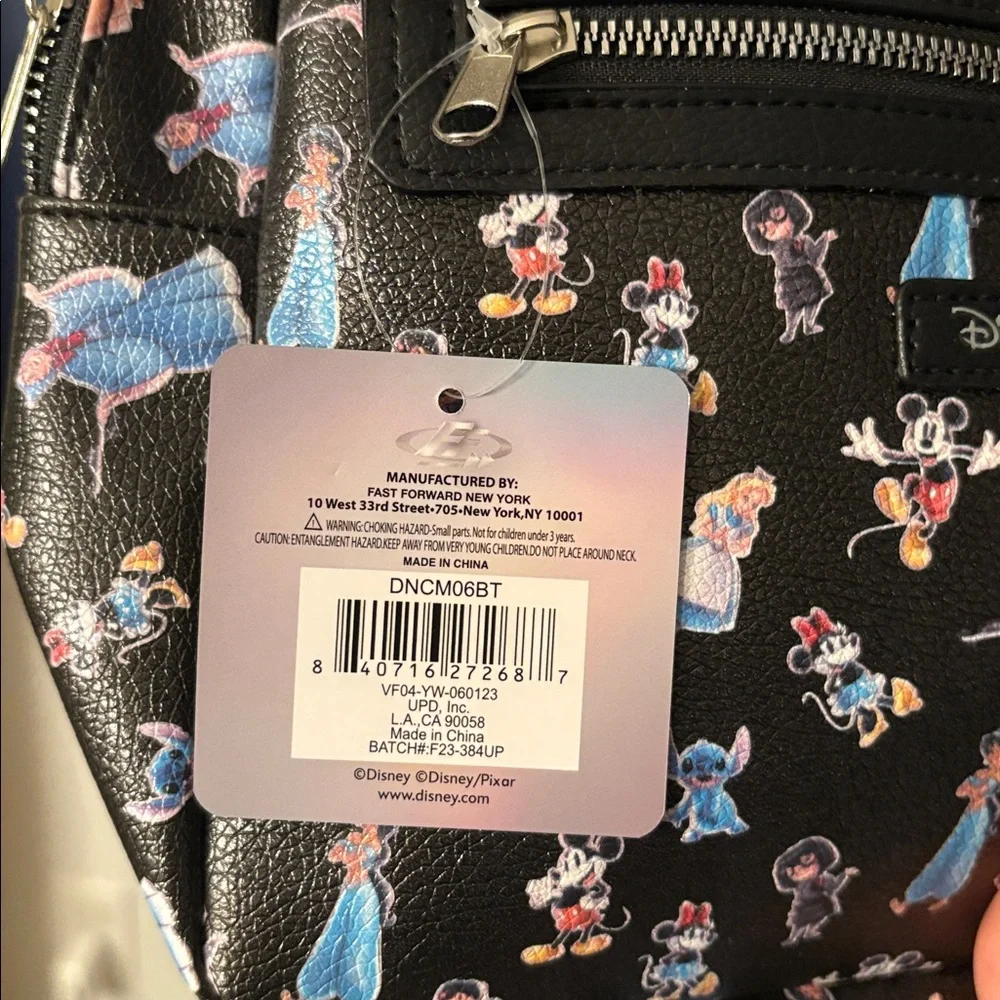 MANUFACTURED BY:
FAST FORWARD NEW YORK
10 West 33rd Street•705•New York,NY 10001
WARNING:CHOKING HAZARD-Small parts. Not for children under 3 years.
CAUTION:ENTANGLEMENT HAZARD.KEEP AWAY FROM VERY YOUNG CHILDREN.DO NOT PLACE AROUND NECK.
MADE IN CHINA
DNCM06BT
8 40716 27268 7
VF04-YW-060123
UPD, Inc.
L.A.,CA 90058
Made in China
BATCH#:F23-384UP
©Disney ©Disney/Pixar
www.disney.com